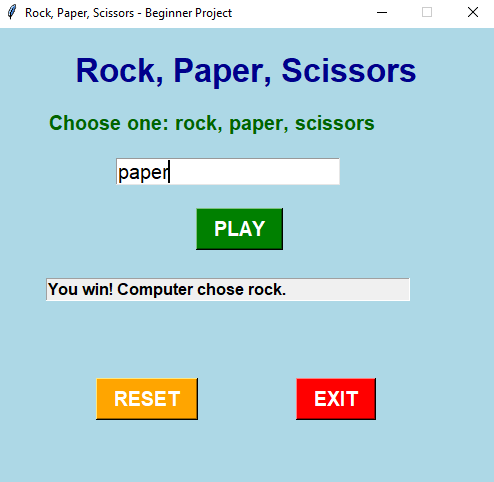 Rock, Paper, Scissors - Beginner Project
Rock, Paper, Scissors
Choose one: rock, paper, scissors
paper
PLAY
You win! Computer chose rock.
RESET EXIT